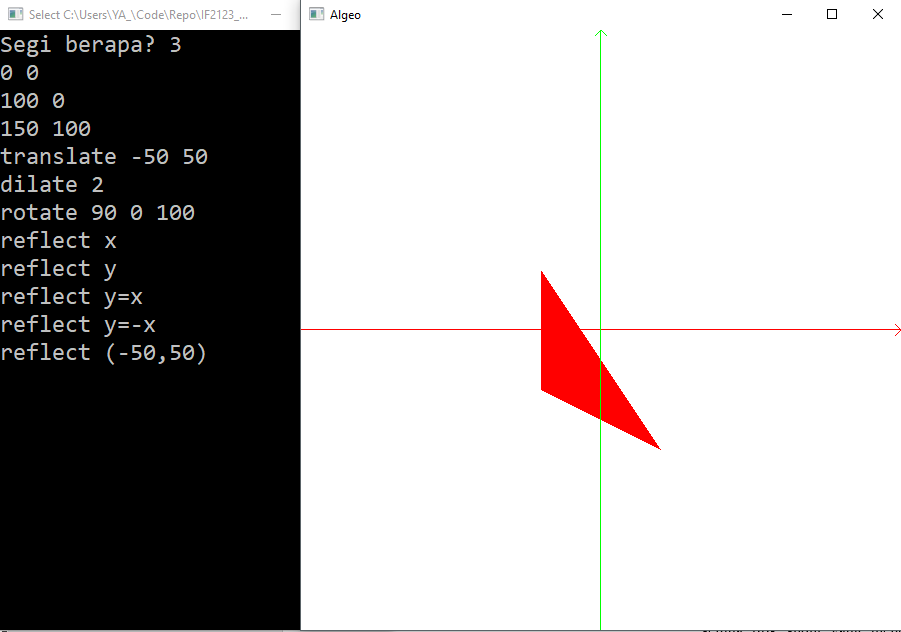 Select C:\Users\YA_\Code\Repo\IF2123_...
Algeo
Segi berapa? 3
0 0
100 0
150 100
translate -50 50
dilate 2
rotate 90 0 100
reflect x
reflect y
reflect y=x
reflect y=-x
reflect (-50,50)